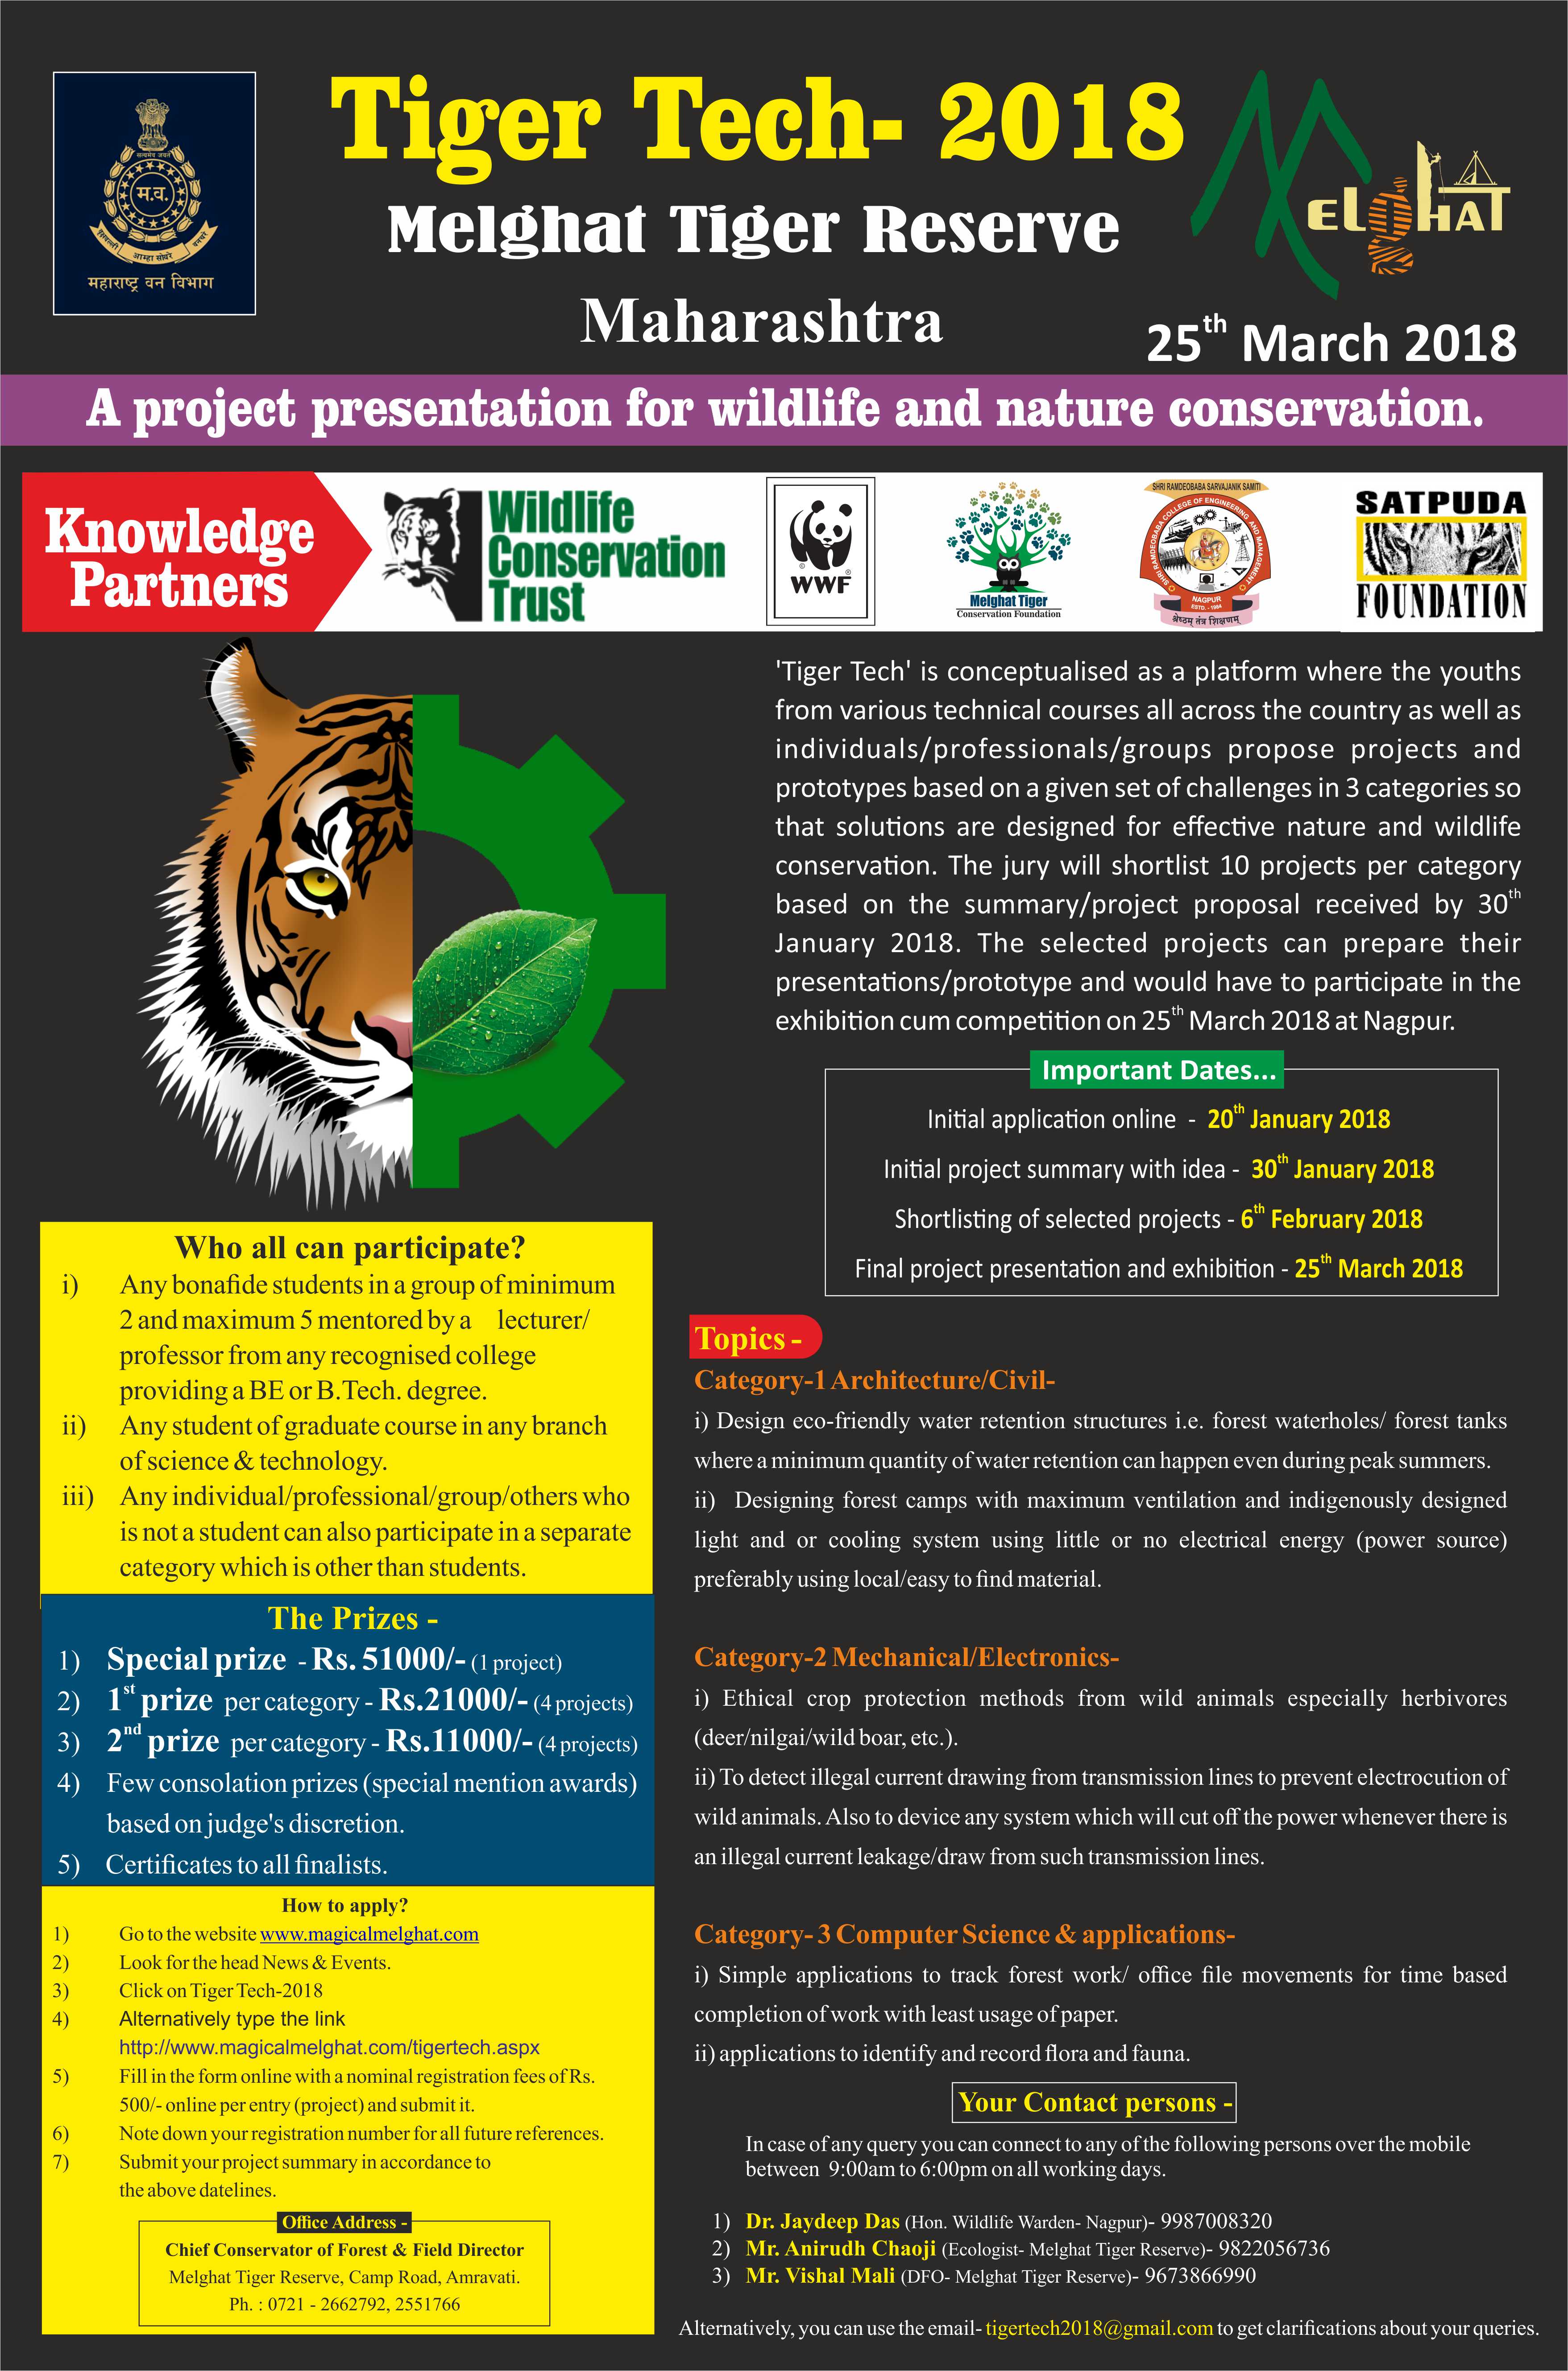 सत्यमेव जयते
म.व.
आम्हा सोयरे
महाराष्ट्र वन विभाग
Tiger Tech- 2018
Melghat Tiger Reserve
Maharashtra
MELGHAT
25th March 2018
A project presentation for wildlife and nature conservation.
Knowledge
Partners
Wildlife
Conservation
Trust
WWF
Melghat Tiger
Conservation Foundation
SHRI RAMDEOBABA SARVAJANIK SAMITI
SHRI RAMDEOBABA COLLEGE OF ENGINEERING AND MANAGEMENT
NAGPUR
ESTD. - 1984
श्रेष्ठम् तंत्र शिक्षणम्
SATPUDA
FOUNDATION
'Tiger Tech' is conceptualised as a platform where the youths
from various technical courses all across the country as well as
individuals/professionals/groups propose projects and
prototypes based on a given set of challenges in 3 categories so
that solutions are designed for effective nature and wildlife
conservation. The jury will shortlist 10 projects per category
based on the summary/project proposal received by 30th
January 2018. The selected projects can prepare their
presentations/prototype and would have to participate in the
exhibition cum competition on 25th March 2018 at Nagpur.
Important Dates...
Initial application online - 20th January 2018
Initial project summary with idea - 30th January 2018
Shortlisting of selected projects - 6th February 2018
Final project presentation and exhibition - 25th March 2018
Who all can participate?
i) Any bonafide students in a group of minimum
2 and maximum 5 mentored by a lecturer/
professor from any recognised college
providing a BE or B.Tech. degree.
ii) Any student of graduate course in any branch
of science & technology.
iii) Any individual/professional/group/others who
is not a student can also participate in a separate
category which is other than students.
The Prizes -
1) Special prize - Rs. 51000/- (1 project)
2) 1st prize per category - Rs.21000/- (4 projects)
3) 2nd prize per category - Rs.11000/- (4 projects)
4) Few consolation prizes (special mention awards)
based on judge's discretion.
5) Certificates to all finalists.
How to apply?
1) Go to the website www.magicalmelghat.com
2) Look for the head News & Events.
3) Click on Tiger Tech-2018
4) Alternatively type the link
http://www.magicalmelghat.com/tigertech.aspx
5) Fill in the form online with a nominal registration fees of Rs.
500/- online per entry (project) and submit it.
6) Note down your registration number for all future references.
7) Submit your project summary in accordance to
the above datelines.
Office Address -
Chief Conservator of Forest & Field Director
Melghat Tiger Reserve, Camp Road, Amravati.
Ph. : 0721 - 2662792, 2551766
Topics -
Category-1 Architecture/Civil-
i) Design eco-friendly water retention structures i.e. forest waterholes/ forest tanks
where a minimum quantity of water retention can happen even during peak summers.
ii) Designing forest camps with maximum ventilation and indigenously designed
light and or cooling system using little or no electrical energy (power source)
preferably using local/easy to find material.
Category-2 Mechanical/Electronics-
i) Ethical crop protection methods from wild animals especially herbivores
(deer/nilgai/wild boar, etc.).
ii) To detect illegal current drawing from transmission lines to prevent electrocution of
wild animals. Also to device any system which will cut off the power whenever there is
an illegal current leakage/draw from such transmission lines.
Category- 3 Computer Science & applications-
i) Simple applications to track forest work/ office file movements for time based
completion of work with least usage of paper.
ii) applications to identify and record flora and fauna.
Your Contact persons -
In case of any query you can connect to any of the following persons over the mobile
between 9:00am to 6:00pm on all working days.
1) Dr. Jaydeep Das (Hon. Wildlife Warden- Nagpur)- 9987008320
2) Mr. Anirudh Chaoji (Ecologist- Melghat Tiger Reserve)- 9822056736
3) Mr. Vishal Mali (DFO- Melghat Tiger Reserve)- 9673866990
Alternatively, you can use the email- tigertech2018@gmail.com to get clarifications about your queries.